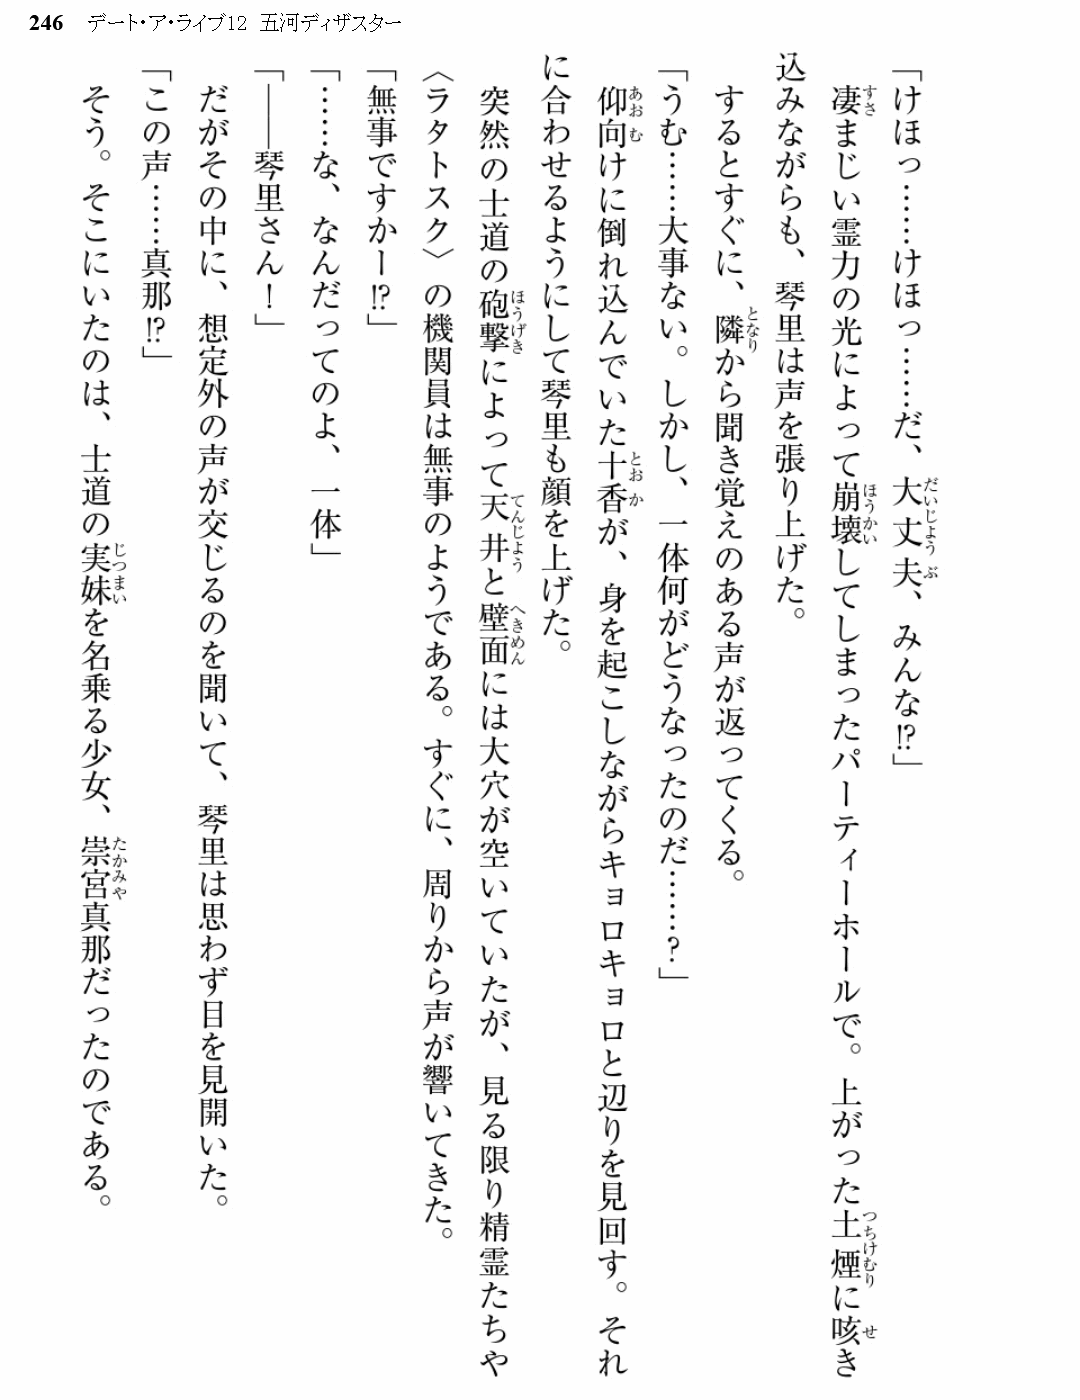 246 デート・ア・ライブ12 五河ディザスター
「けほっ……けほっ……だ、大丈夫、みんな!?」
凄まじい霊力の光によって崩壊してしまったパーティーホールで。上がった土煙に咳き
込みながらも、琴里は声を張り上げた。
するとすぐに、隣から聞き覚えのある声が返ってくる。
「うむ……大事ない。しかし、一体何がどうなったのだ……?」
仰向けに倒れ込んでいた十香が、身を起こしながらキョロキョロと辺りを見回す。それ
に合わせるようにして琴里も顔を上げた。
突然の士道の砲撃によって天井と壁面には大穴が空いていたが、見る限り精霊たちや
〈ラタトスク〉の機関員は無事のようである。すぐに、周りから声が響いてきた。
「無事ですかー!?」
「……な、なんだってのよ、一体」
「――琴里さん!」
だがその中に、想定外の声が交じるのを聞いて、琴里は思わず目を見開いた。
「この声……真那!?」
そう。そこにいたのは、士道の実妹を名乗る少女、崇宮真那だったのである。